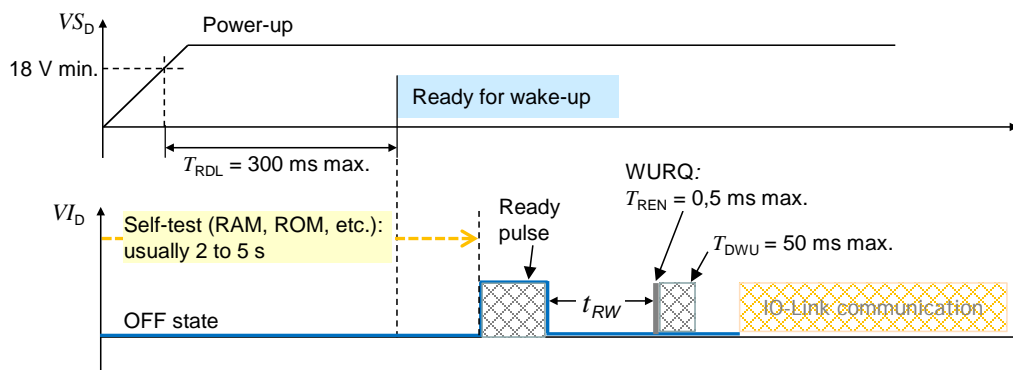 VS_D
Power-up
18 V min.
Ready for wake-up
T_RDL = 300 ms max.
WURQ:
T_REN = 0,5 ms max.
VI_D
Self-test (RAM, ROM, etc.):
usually 2 to 5 s
Ready
pulse
T_DWU = 50 ms max.
t_RW
IO-Link communication
OFF state